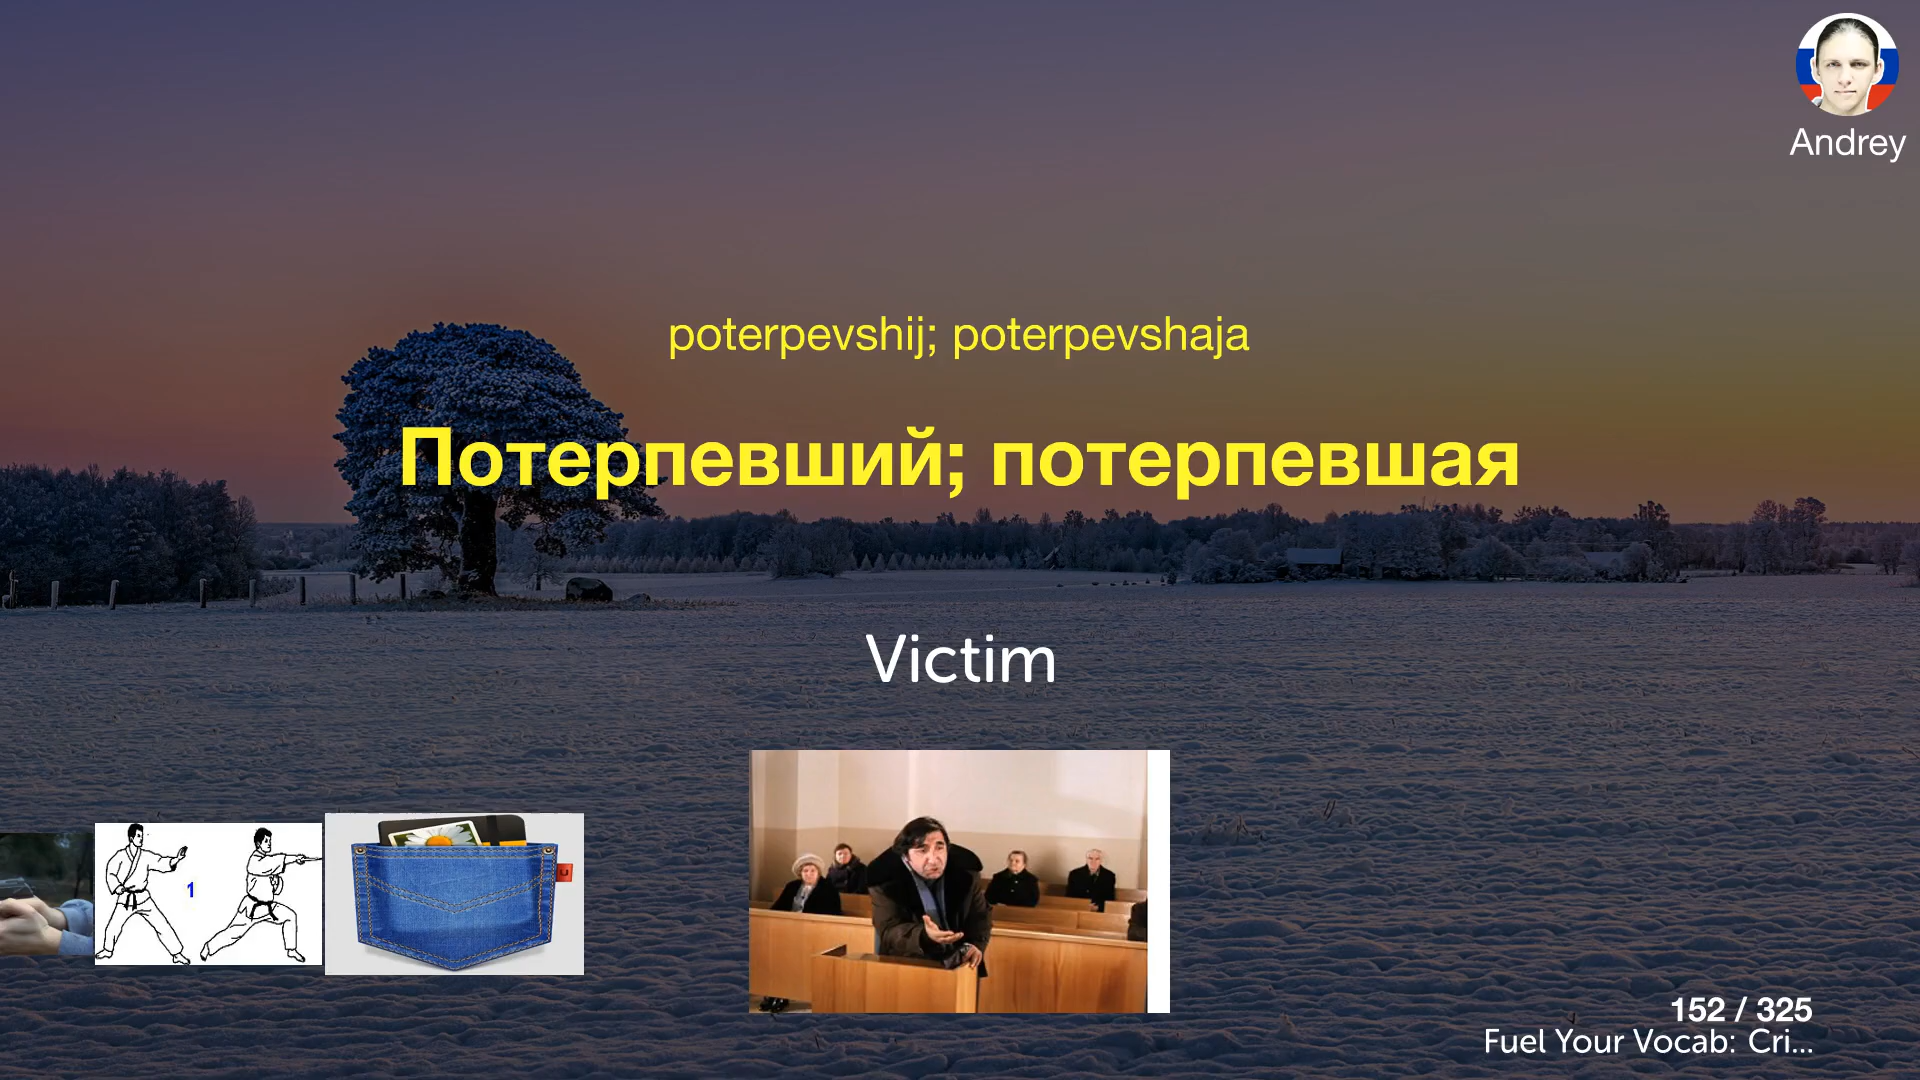 Andrey
poterpevshij; poterpevshaja
Потерпевший; потерпевшая
Victim
1
u
152 / 325
Fuel Your Vocab: Cri...